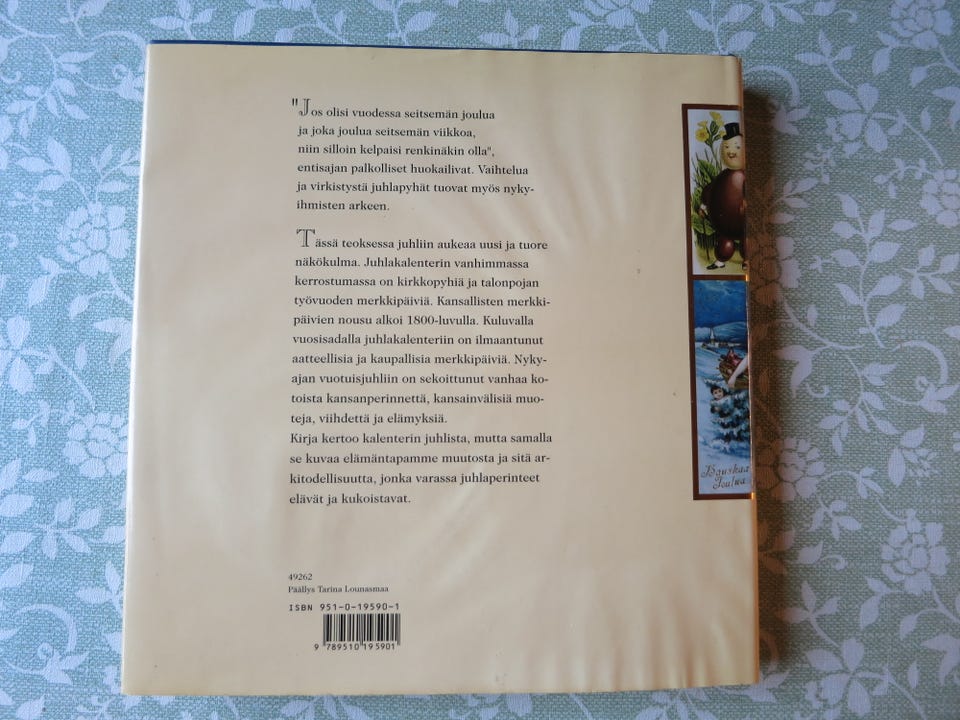 "Jos olisi vuodessa seitsemän joulua
ja joka joulua seitsemän viikkoa,
niin silloin kelpaisi renkinäkin olla",
entisajan palkolliset huokailivat. Vaihtelua
ja virkistystä juhlapyhät tuovat myös nyky-
ihmisten arkeen.
Tässä teoksessa juhliin aukeaa uusi ja tuore
näkökulma. Juhlakalenterin vanhimmassa
kerrostumassa on kirkkopyhiä ja talonpojan
työvuoden merkkipäiviä. Kansallisten merkki-
päivien nousu alkoi 1800-luvulla. Kuluvalla
vuosisadalla juhlakalenteriin on ilmaantunut
aatteellisia ja kaupallisia merkkipäiviä. Nyky-
ajan vuotuisjuhliin on sekoittunut vanhaa ko-
toista kansanperinnettä, kansainvälisiä muo-
teja, viihdettä ja elämyksiä.
Kirja kertoo kalenterin juhlista, mutta samalla
se kuvaa elämäntapamme muutosta ja sitä ar-
kitodellisuutta, jonka varassa juhlaperinteet
elävät ja kukoistavat.
49262
Päällys Tarina Lounasmaa
ISBN 951-0-19590-1
9 789510 195901
Hauskaa
Joulua